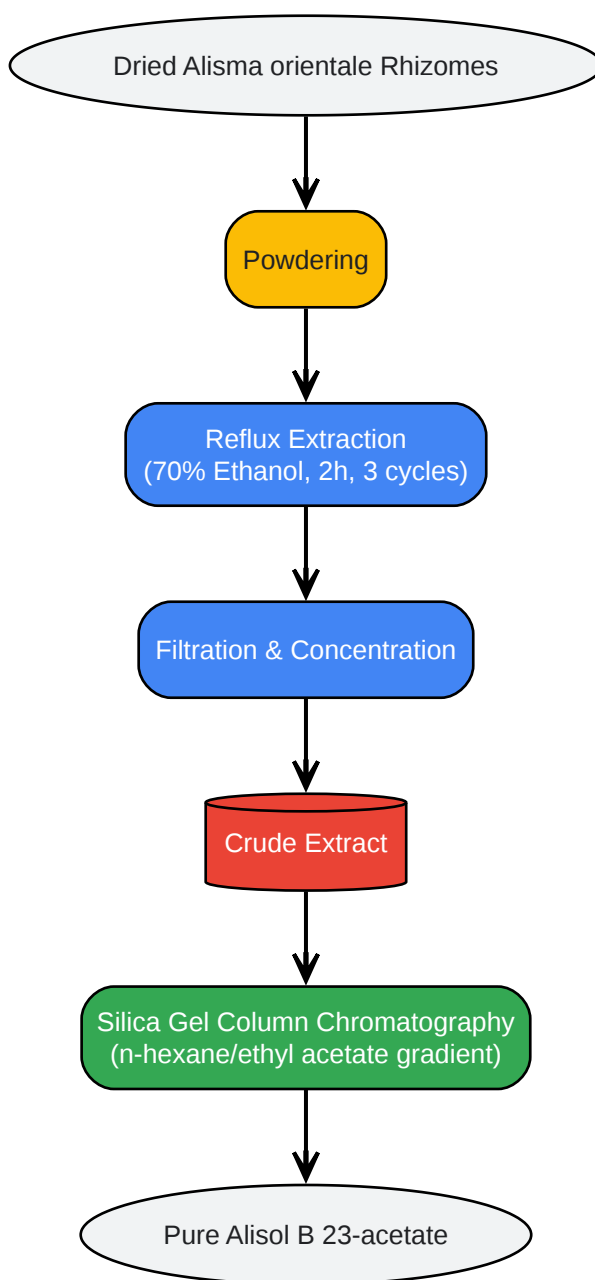 Dried Alisma orientale Rhizomes
Powdering
Reflux Extraction
(70% Ethanol, 2h, 3 cycles)
Filtration & Concentration
Crude Extract
Silica Gel Column Chromatography
(n-hexane/ethyl acetate gradient)
Pure Alisol B 23-acetate